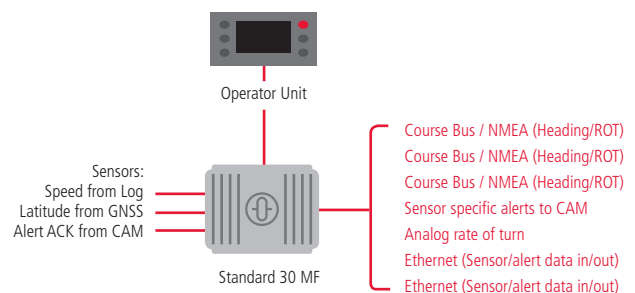 Operator Unit
Sensors:
Speed from Log
Latitude from GNSS
Alert ACK from CAM
Standard 30 MF
Course Bus / NMEA (Heading/ROT)
Course Bus / NMEA (Heading/ROT)
Course Bus / NMEA (Heading/ROT)
Sensor specific alerts to CAM
Analog rate of turn
Ethernet (Sensor/alert data in/out)
Ethernet (Sensor/alert data in/out)